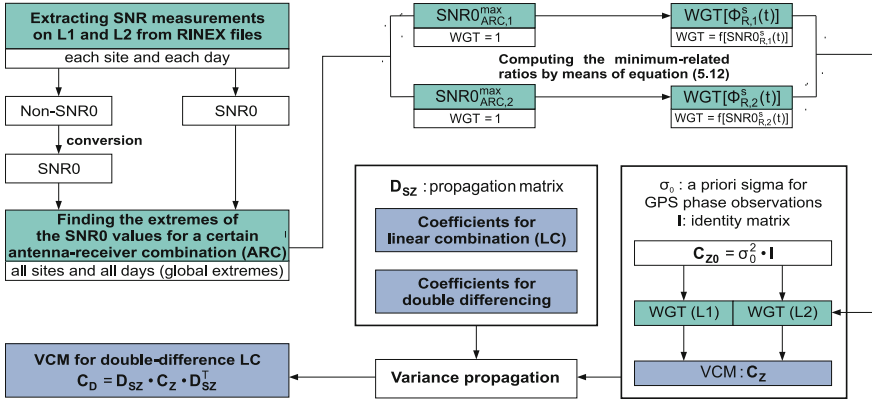 Extracting SNR measurements
on L1 and L2 from RINEX files
each site and each day
Non-SNR0
SNR0
conversion
SNR0
Finding the extremes of
the SNR0 values for a certain
antenna-receiver combination (ARC)
all sites and all days (global extremes)
SNR0^max_ARC,1
WGT = 1
WGT[Φ^s_R,1(t)]
WGT = f[SNR0^s_R,1(t)]
Computing the minimum-related
ratios by means of equation (5.12)
SNR0^max_ARC,2
WGT = 1
WGT[Φ^s_R,2(t)]
WGT = f[SNR0^s_R,2(t)]
D_SZ : propagation matrix
Coefficients for
linear combination (LC)
Coefficients for
double differencing
σ₀ : a priori sigma for
GPS phase observations
I: identity matrix
C_Z0 = σ₀² • I
WGT (L1)
WGT (L2)
VCM : C_Z
Variance propagation
VCM for double-difference LC
C_D = D_SZ • C_Z • D^T_SZ